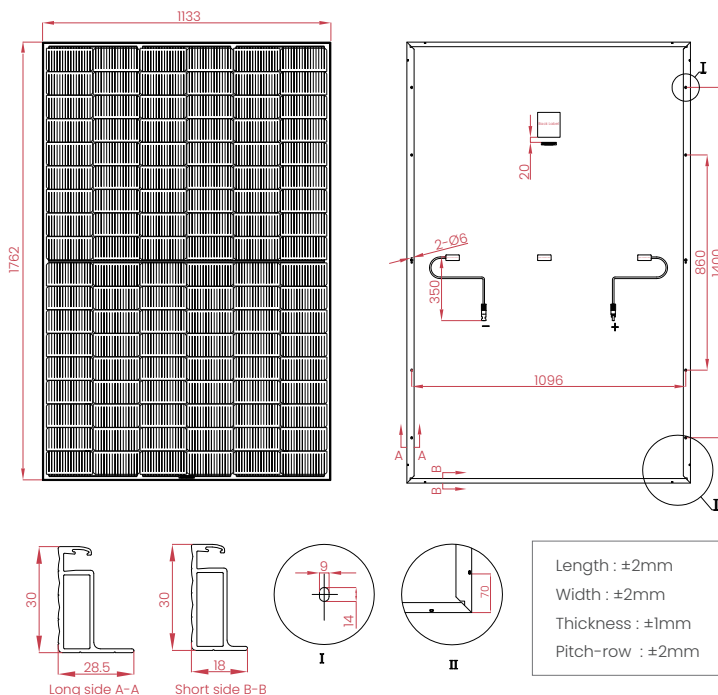 1133
1762
I
20
2-Ø6
350
860
1400
1096
A
A
B
B
30
28.5
Long side A-A
30
18
Short side B-B
9
14
I
70
II
Length : ±2mm
Width : ±2mm
Thickness : ±1mm
Pitch-row : ±2mm